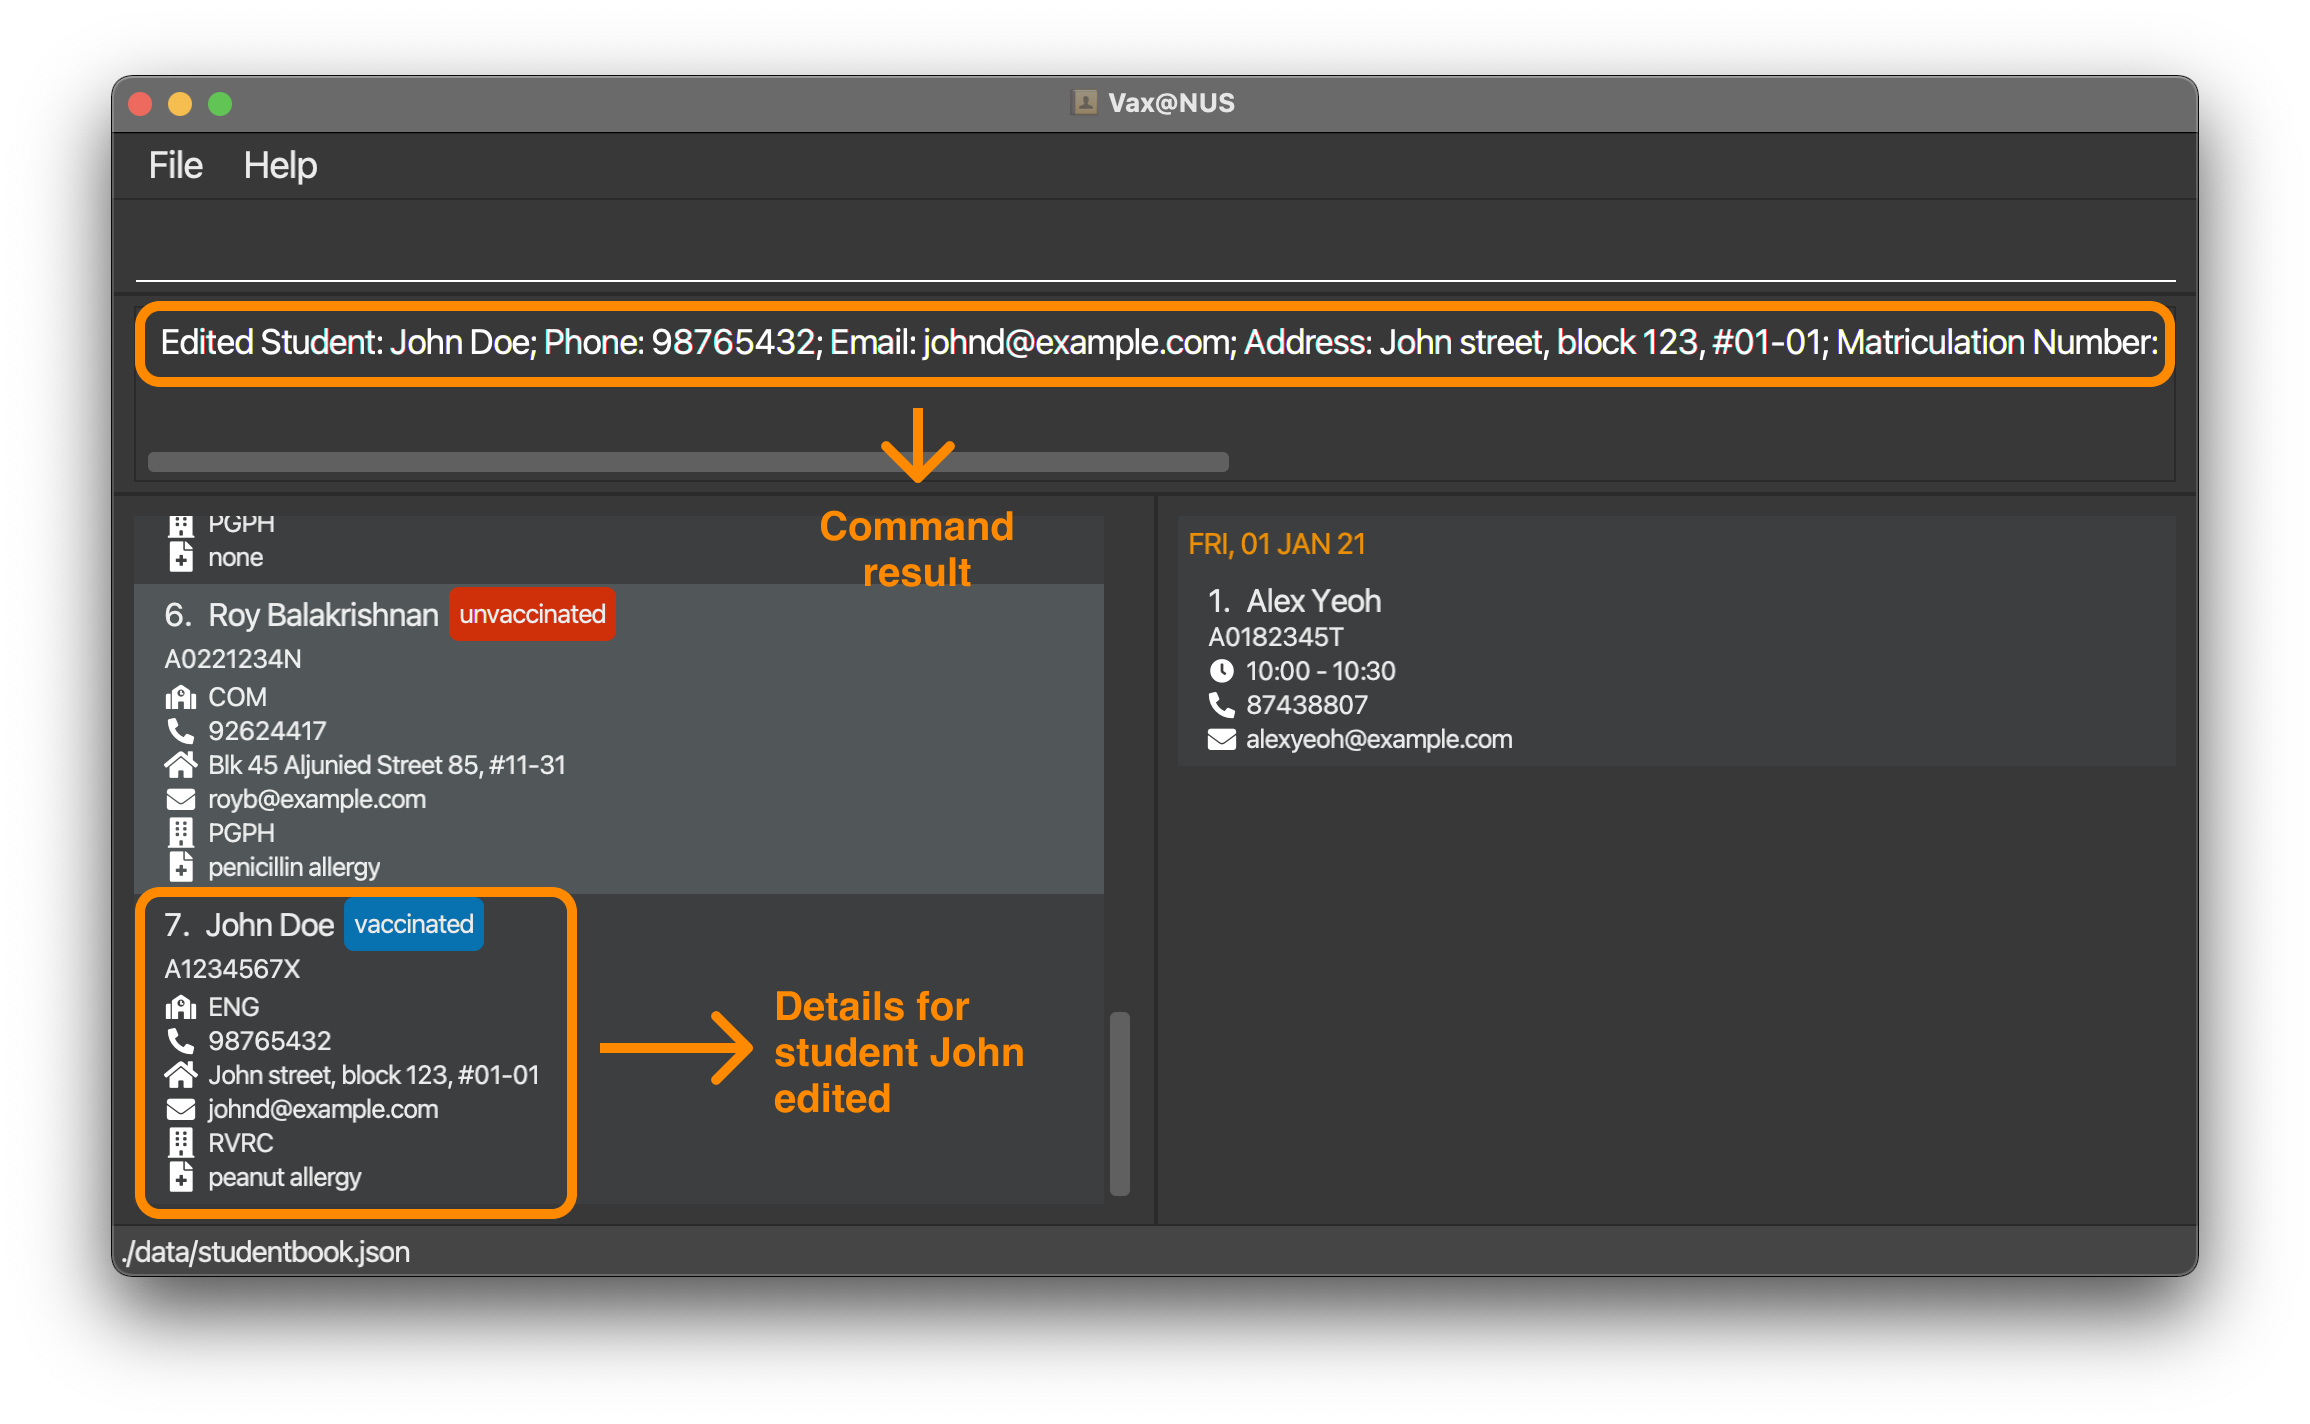 Vax@NUS
File Help
Edited Student: John Doe; Phone: 98765432; Email: johnd@example.com; Address: John street, block 123, #01-01; Matriculation Number:
Command
result
PGPH
none
6. Roy Balakrishnan unvaccinated
A0221234N
COM
92624417
Blk 45 Aljunied Street 85, #11-31
royb@example.com
PGPH
penicillin allergy
7. John Doe vaccinated
A1234567X
ENG
98765432
John street, block 123, #01-01
johnd@example.com
RVRC
peanut allergy
Details for
student John
edited
FRI, 01 JAN 21
1. Alex Yeoh
A0182345T
10:00 - 10:30
87438807
alexyeoh@example.com
./data/studentbook.json